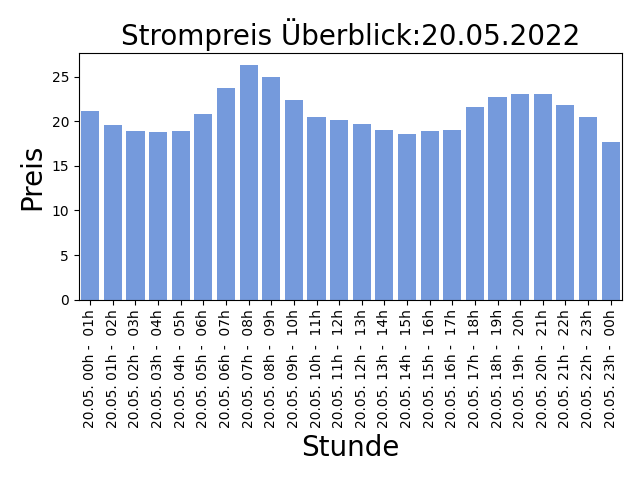 Strompreis Überblick:20.05.2022
Preis
25
20
15
10
5
0
20.05. 00h - 01h
20.05. 01h - 02h
20.05. 02h - 03h
20.05. 03h - 04h
20.05. 04h - 05h
20.05. 05h - 06h
20.05. 06h - 07h
20.05. 07h - 08h
20.05. 08h - 09h
20.05. 09h - 10h
20.05. 10h - 11h
20.05. 11h - 12h
20.05. 12h - 13h
20.05. 13h - 14h
20.05. 14h - 15h
20.05. 15h - 16h
20.05. 16h - 17h
20.05. 17h - 18h
20.05. 18h - 19h
20.05. 19h - 20h
20.05. 20h - 21h
20.05. 21h - 22h
20.05. 22h - 23h
20.05. 23h - 00h
Stunde